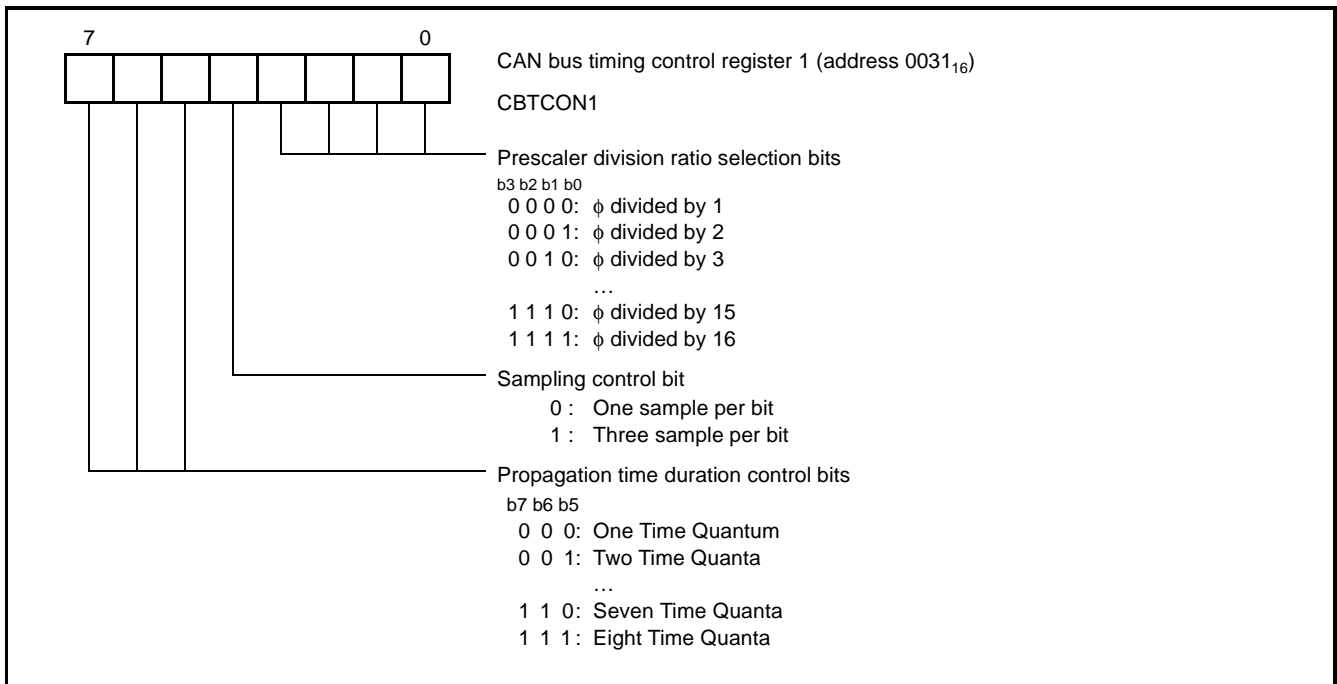 7 0
CAN bus timing control register 1 (address 0031₁₆)
CBTCON1
Prescaler division ratio selection bits
b3 b2 b1 b0
0 0 0 0: ϕ divided by 1
0 0 0 1: ϕ divided by 2
0 0 1 0: ϕ divided by 3
…
1 1 1 0: ϕ divided by 15
1 1 1 1: ϕ divided by 16
Sampling control bit
0 : One sample per bit
1 : Three sample per bit
Propagation time duration control bits
b7 b6 b5
0 0 0: One Time Quantum
0 0 1: Two Time Quanta
…
1 1 0: Seven Time Quanta
1 1 1: Eight Time Quanta